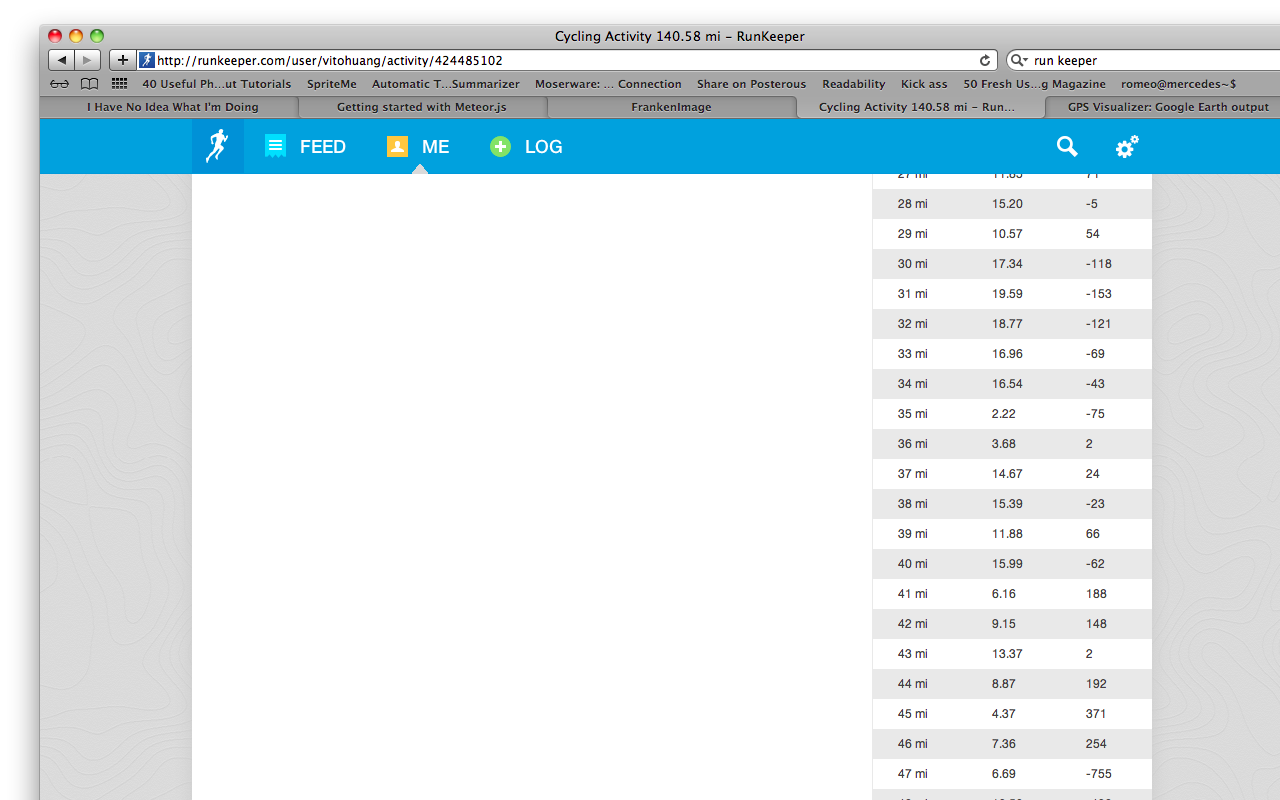 Cycling Activity 140.58 mi – RunKeeper
http://runkeeper.com/user/vitohuang/activity/424485102
run keeper
40 Useful Ph...ut Tutorials SpriteMe Automatic T...Summarizer Moserware: ... Connection Share on Posterous Readability Kick ass 50 Fresh Us...g Magazine romeo@mercedes~$
I Have No Idea What I'm Doing Getting started with Meteor.js FrankenImage Cycling Activity 140.58 mi – Run... GPS Visualizer: Google Earth output
FEED ME LOG
27 mi 11.85 71
28 mi 15.20 -5
29 mi 10.57 54
30 mi 17.34 -118
31 mi 19.59 -153
32 mi 18.77 -121
33 mi 16.96 -69
34 mi 16.54 -43
35 mi 2.22 -75
36 mi 3.68 2
37 mi 14.67 24
38 mi 15.39 -23
39 mi 11.88 66
40 mi 15.99 -62
41 mi 6.16 188
42 mi 9.15 148
43 mi 13.37 2
44 mi 8.87 192
45 mi 4.37 371
46 mi 7.36 254
47 mi 6.69 -755